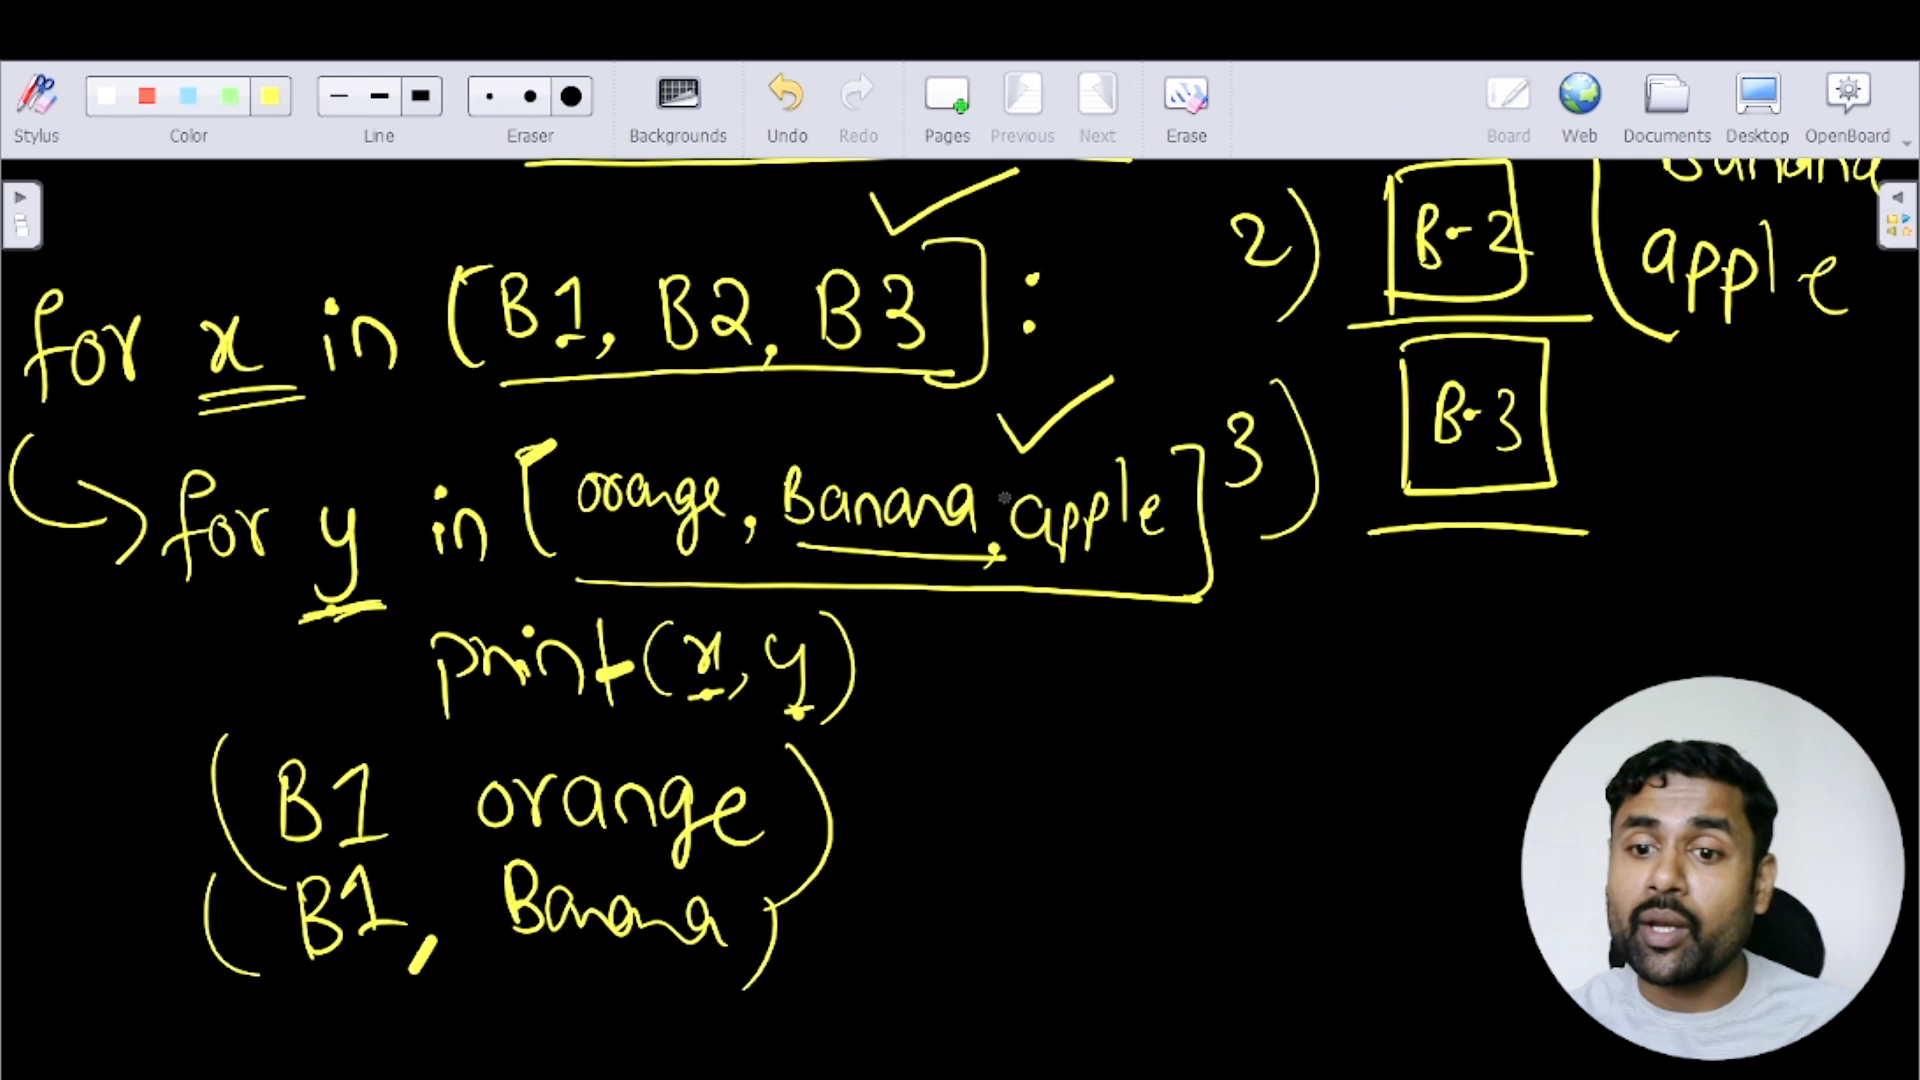 Stylus Color Line Eraser Backgrounds Undo Redo Pages Previous Next Erase Board Web Documents Desktop OpenBoard
for x in [B1, B2, B3]:
for y in [orange, Banana, apple]
print(x, y)
(B1 orange)
(B1, Banana)
2) B-2
apple
3) B-3